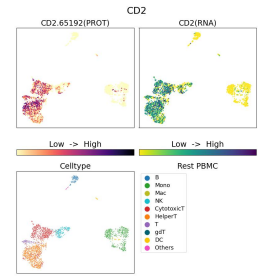 CD2
CD2.65192(PROT)
CD2(RNA)
Low -> High
Low -> High
Celltype
Rest PBMC
B
Mono
Mac
NK
CytotoxicT
HelperT
T
gdT
DC
Others